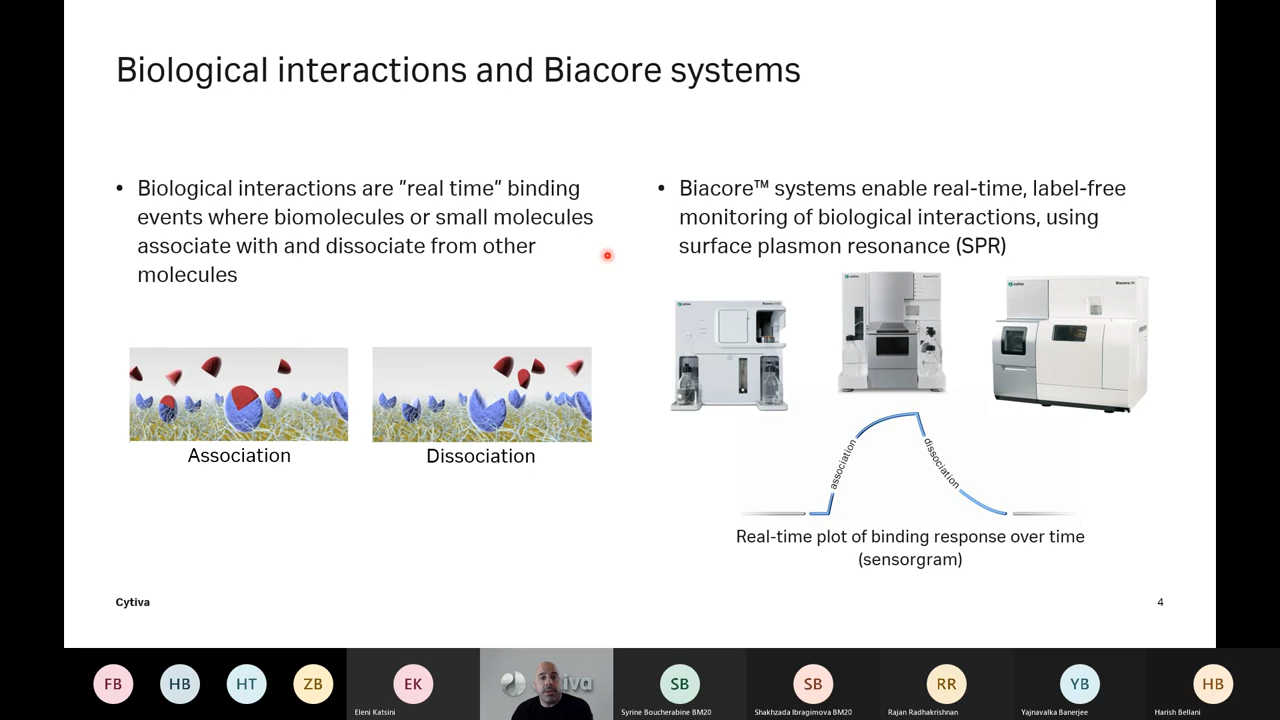 Biological interactions and Biacore systems
• Biological interactions are ”real time” binding
events where biomolecules or small molecules
associate with and dissociate from other
molecules
Association
Dissociation
• Biacore™ systems enable real-time, label-free
monitoring of biological interactions, using
surface plasmon resonance (SPR)
cytiva
cytiva
cytiva
association
dissociation
Real-time plot of binding response over time
(sensorgram)
Cytiva
4
FB
HB
HT
ZB
EK
Eleni Katsini
SB
Syrine Boucherabine BM20
SB
Shakhzada Ibragimova BM20
RR
Rajan Radhakrishnan
YB
Yajnavalka Banerjee
HB
Harish Bellani